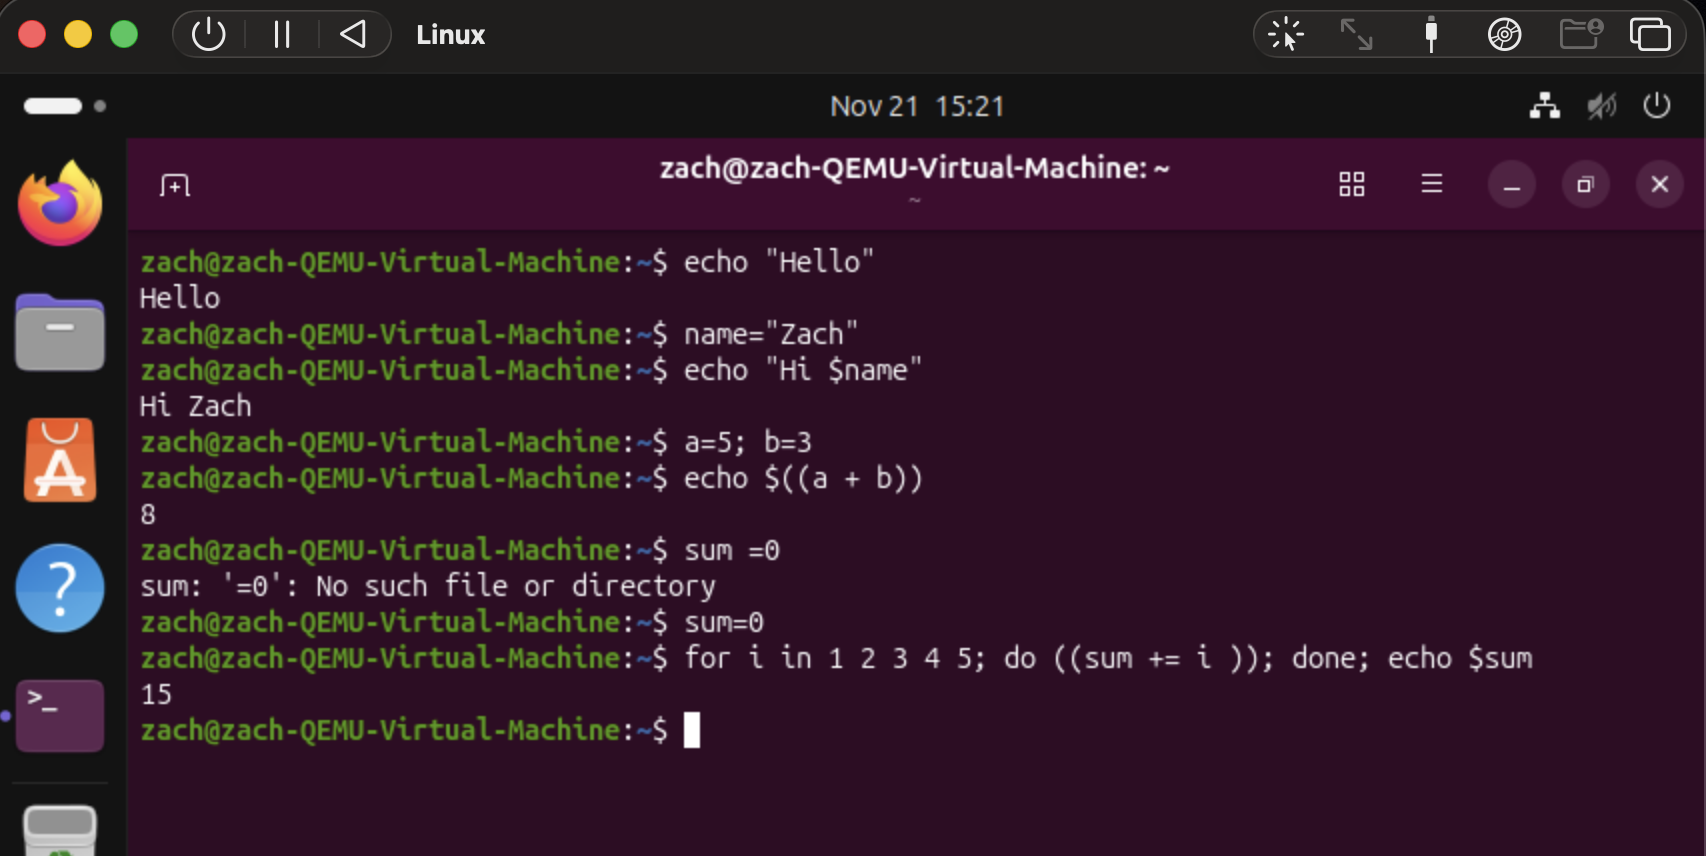 Linux
Nov 21 15:21
zach@zach-QEMU-Virtual-Machine: ~
~
zach@zach-QEMU-Virtual-Machine:~$ echo "Hello"
Hello
zach@zach-QEMU-Virtual-Machine:~$ name="Zach"
zach@zach-QEMU-Virtual-Machine:~$ echo "Hi $name"
Hi Zach
zach@zach-QEMU-Virtual-Machine:~$ a=5; b=3
zach@zach-QEMU-Virtual-Machine:~$ echo $((a + b))
8
zach@zach-QEMU-Virtual-Machine:~$ sum =0
sum: '=0': No such file or directory
zach@zach-QEMU-Virtual-Machine:~$ sum=0
zach@zach-QEMU-Virtual-Machine:~$ for i in 1 2 3 4 5; do ((sum += i )); done; echo $sum
15
zach@zach-QEMU-Virtual-Machine:~$